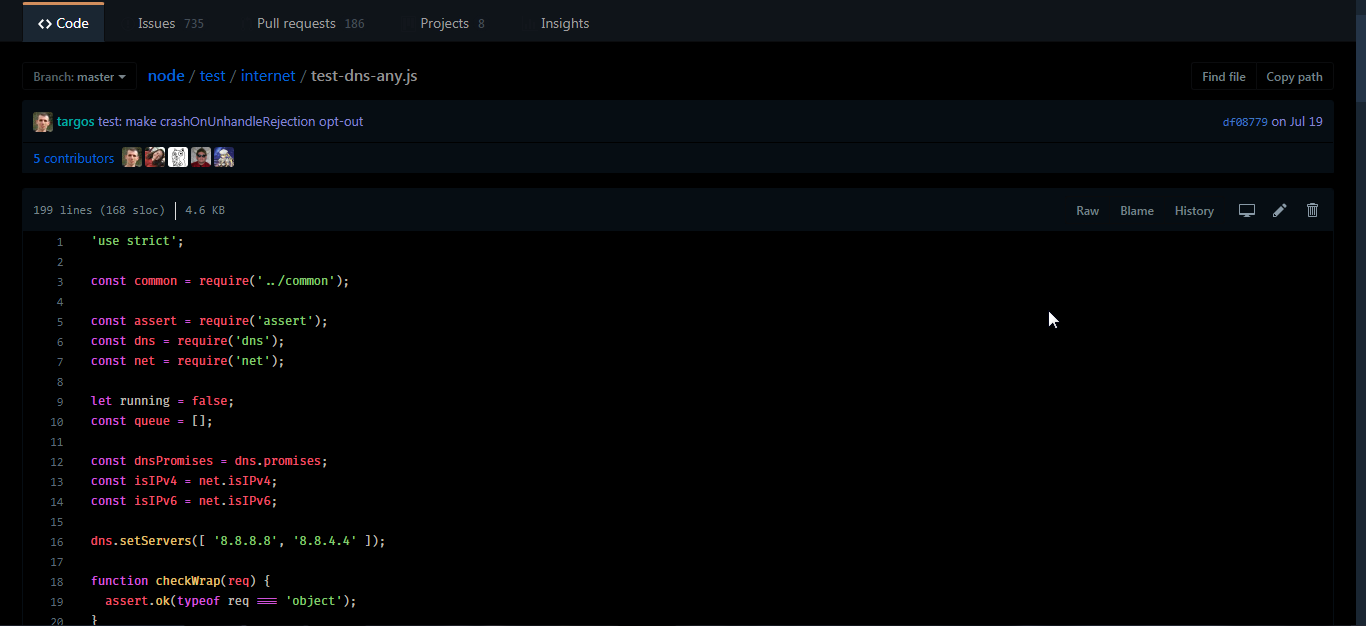 Code Issues 735 Pull requests 186 Projects 8 Insights
Branch: master node / test / internet / test-dns-any.js Find file Copy path
targos test: make crashOnUnhandleRejection opt-out df08779 on Jul 19
5 contributors
199 lines (168 sloc) 4.6 KB Raw Blame History
1 'use strict';
2
3 const common = require('../common');
4
5 const assert = require('assert');
6 const dns = require('dns');
7 const net = require('net');
8
9 let running = false;
10 const queue = [];
11
12 const dnsPromises = dns.promises;
13 const isIPv4 = net.isIPv4;
14 const isIPv6 = net.isIPv6;
15
16 dns.setServers([ '8.8.8.8', '8.8.4.4' ]);
17
18 function checkWrap(req) {
19 assert.ok(typeof req === 'object');
20 }